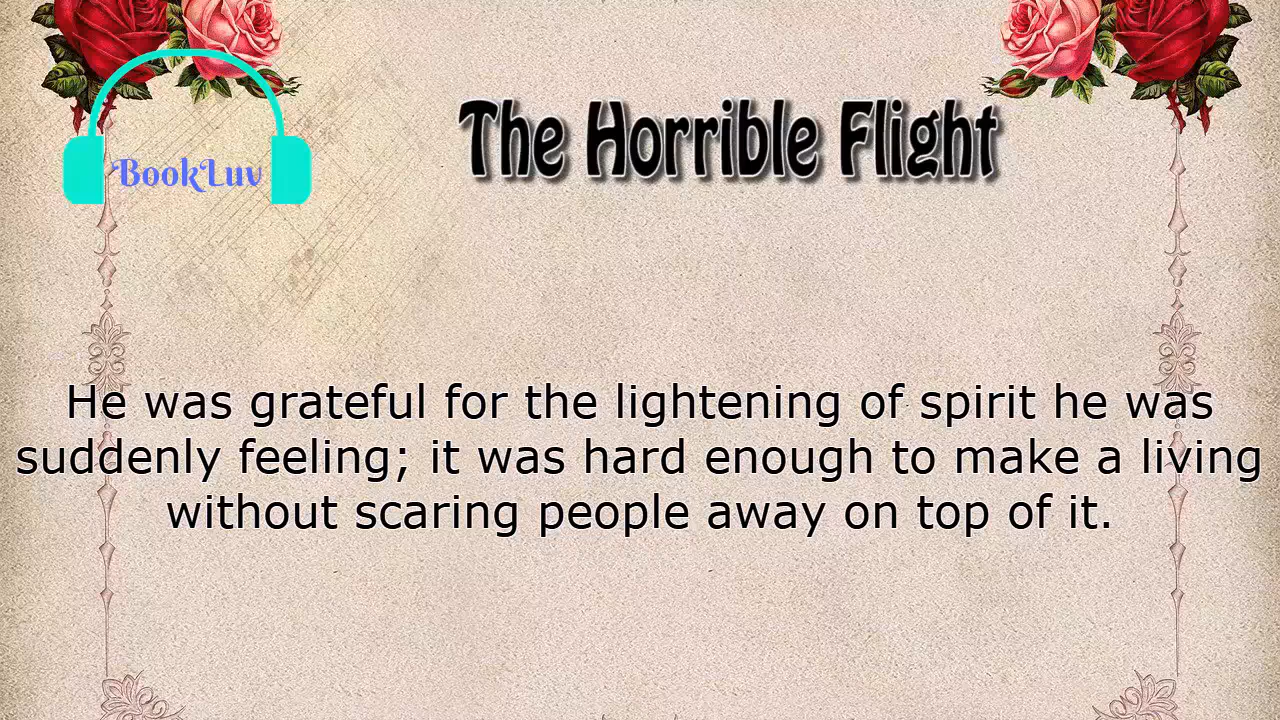 The Horrible Flight
BookLuv
He was grateful for the lightening of spirit he was
suddenly feeling; it was hard enough to make a living
without scaring people away on top of it.